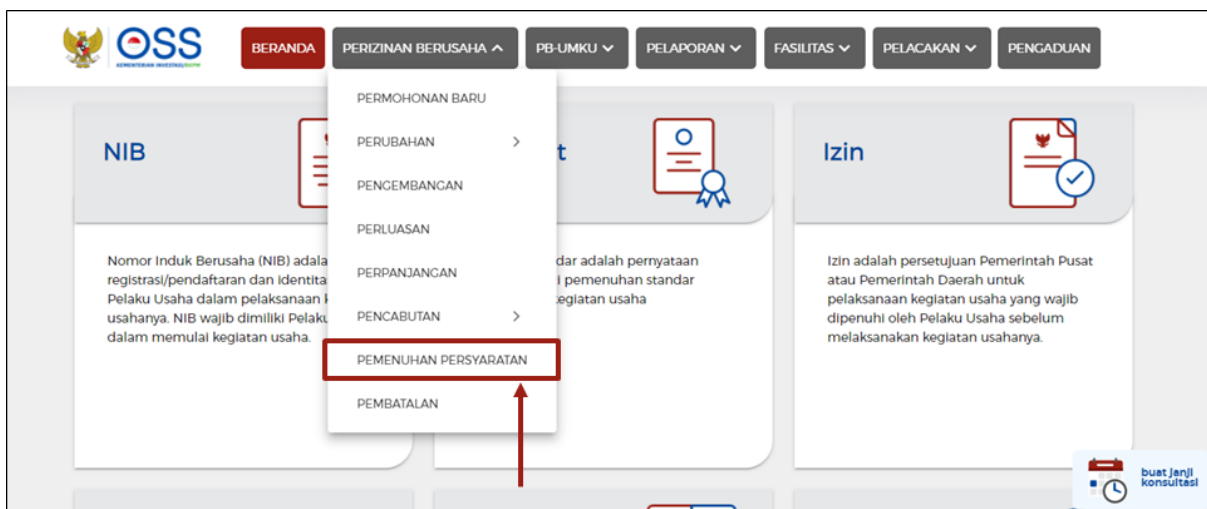 OSS
KEMENTERIAN INVESTASI/BKPM
BERANDA
PERIZINAN BERUSAHA
PB-UMKU
PELAPORAN
FASILITAS
PELACAKAN
PENGADUAN
PERMOHONAN BARU
PERUBAHAN
PENGEMBANGAN
PERLUASAN
PERPANJANGAN
PENCABUTAN
PEMENUHAN PERSYARATAN
PEMBATALAN
NIB
Nomor Induk Berusaha (NIB) adala
registrasi/pendaftaran dan identita
Pelaku Usaha dalam pelaksanaan k
usahanya. NIB wajib dimiliki Pelaku
dalam memulai kegiatan usaha.
t
dar adalah pernyataan
i pemenuhan standar
egiatan usaha
Izin
Izin adalah persetujuan Pemerintah Pusat
atau Pemerintah Daerah untuk
pelaksanaan kegiatan usaha yang wajib
dipenuhi oleh Pelaku Usaha sebelum
melaksanakan kegiatan usahanya.
buat janji
konsultasi